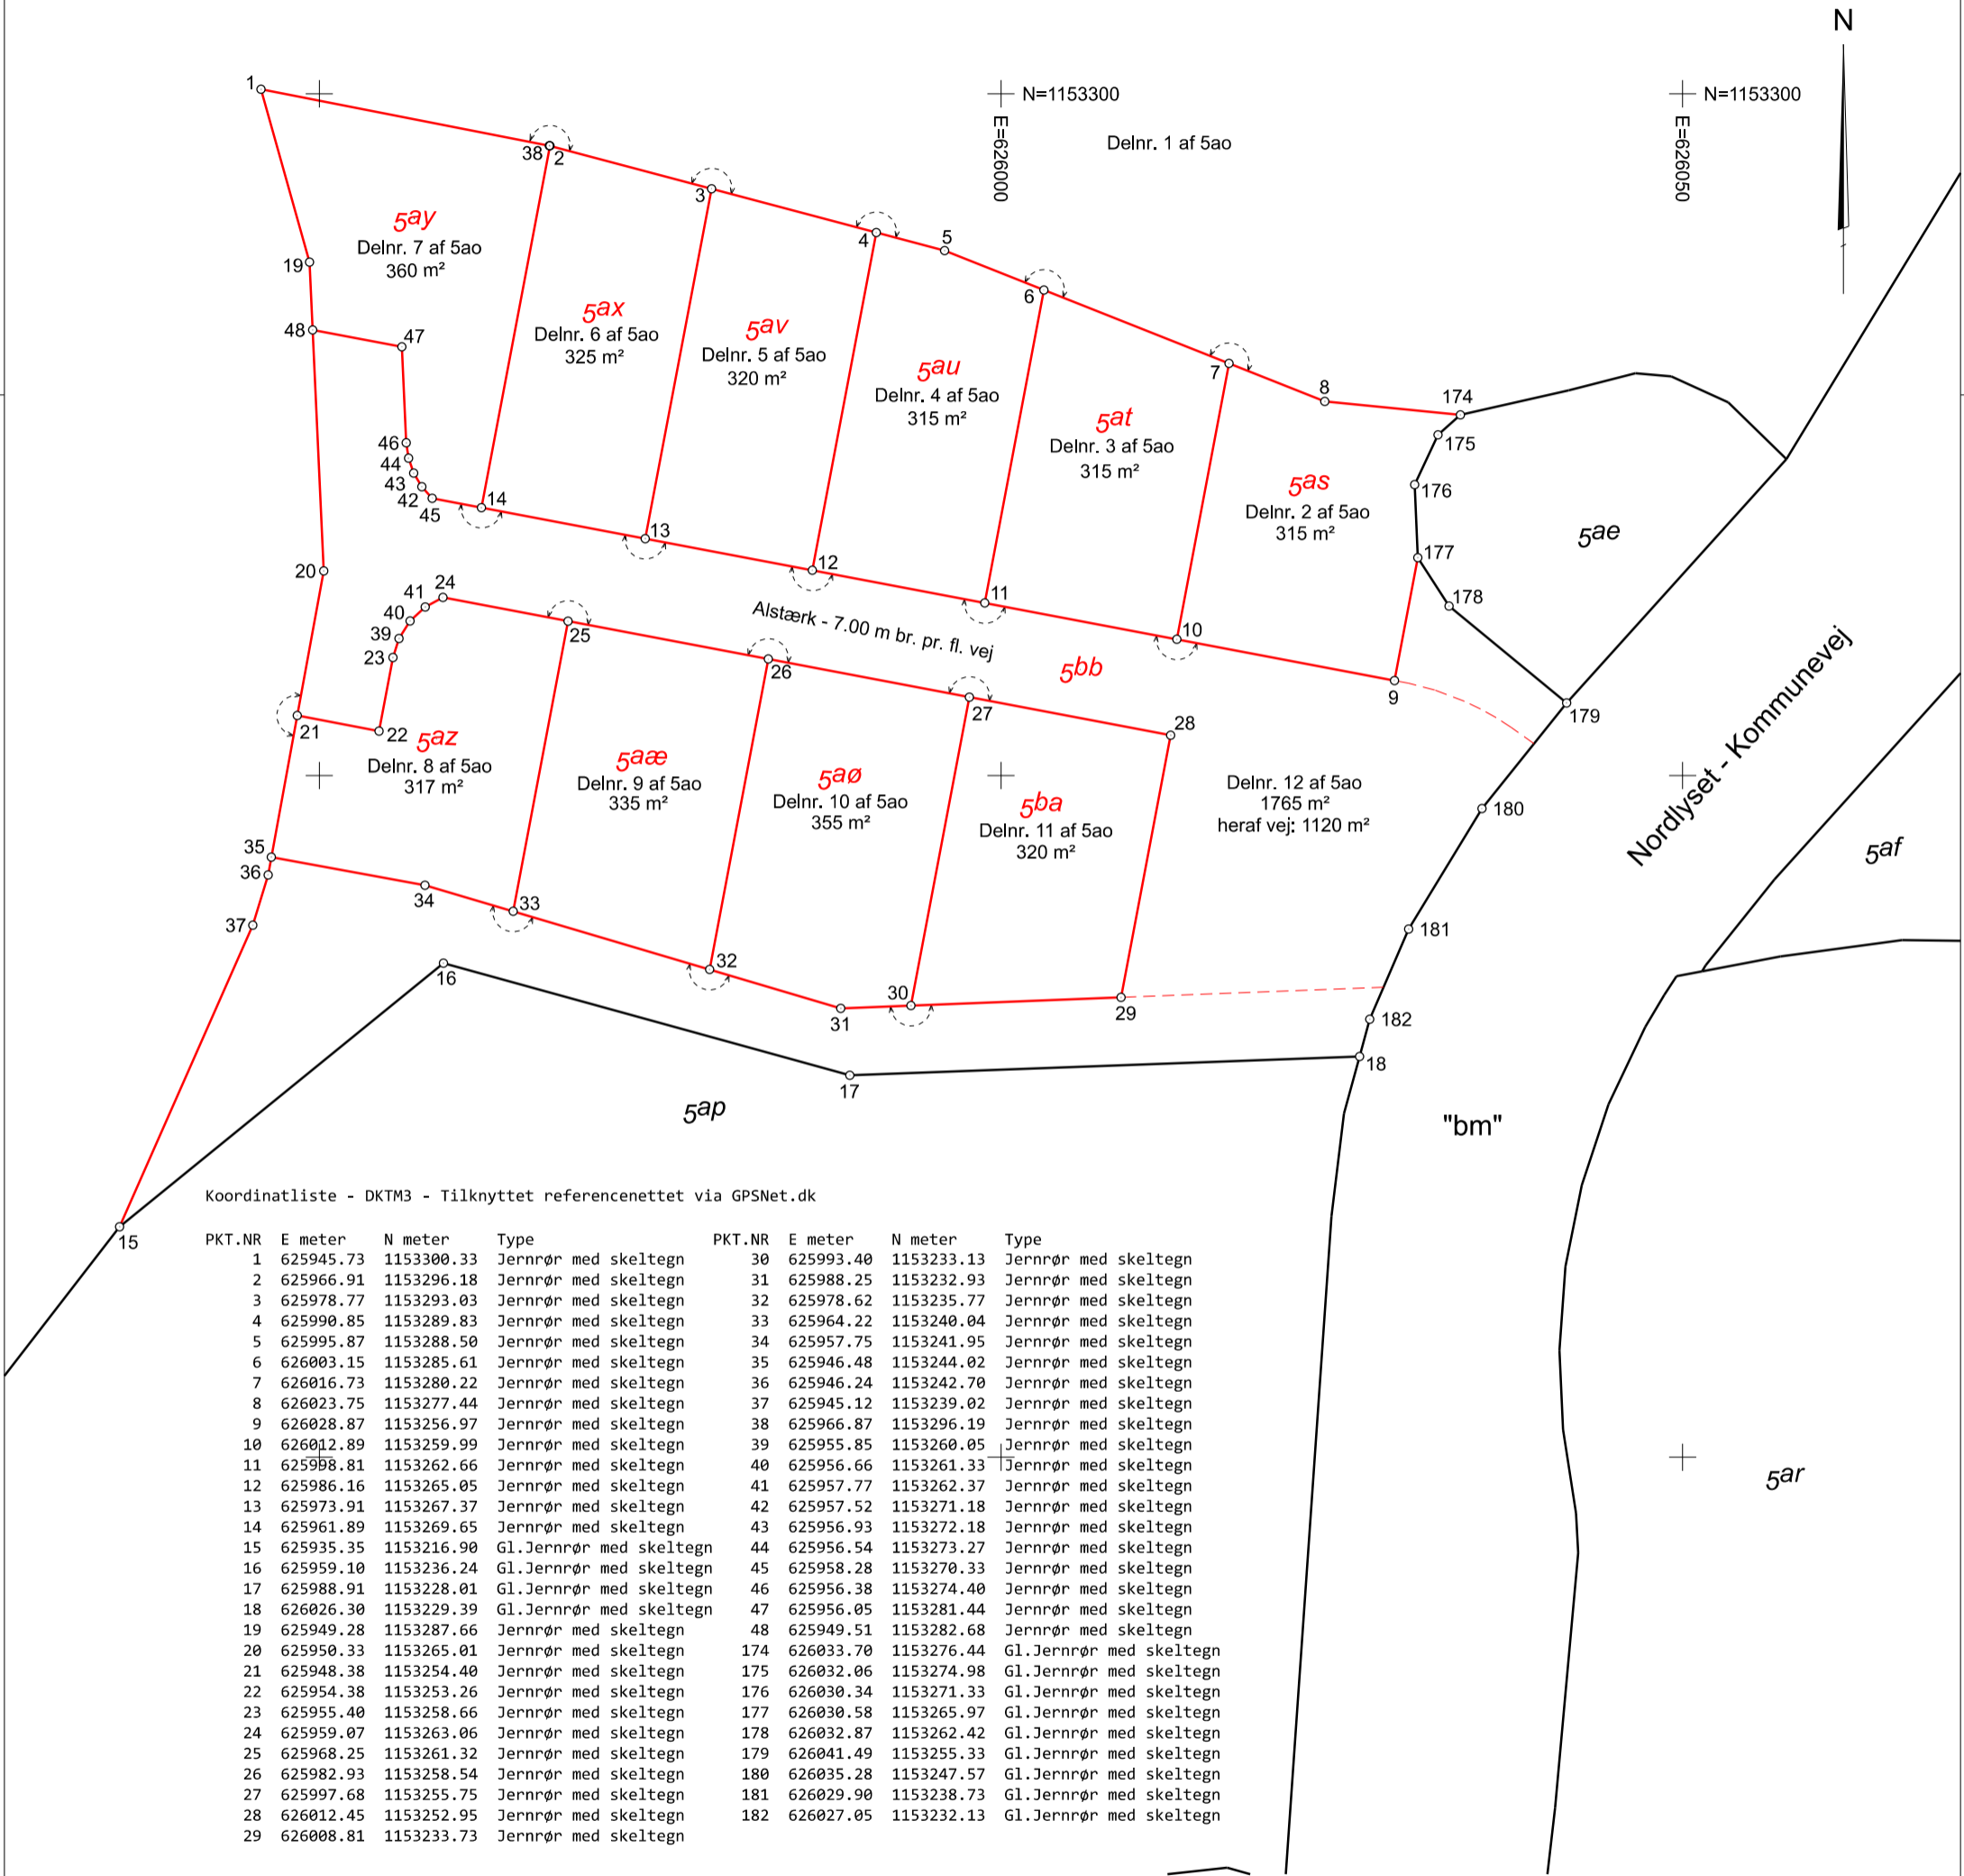 N
1
N=1153300
N=1153300
E=626000
E=626050
Delnr. 1 af 5ao
38
2
3
4
5
6
7
8
174
175
176
177
178
179
180
181
182
18
19
48
47
46
44
43
42
45
14
13
12
11
10
9
20
21
22
23
39
40
41
24
25
26
27
28
29
30
31
32
33
34
35
36
37
16
17
15
5ay
Delnr. 7 af 5ao
360 m²
5ax
Delnr. 6 af 5ao
325 m²
5av
Delnr. 5 af 5ao
320 m²
5au
Delnr. 4 af 5ao
315 m²
5at
Delnr. 3 af 5ao
315 m²
5as
Delnr. 2 af 5ao
315 m²
5ae
Alstærk - 7.00 m br. pr. fl. vej
5bb
5az
Delnr. 8 af 5ao
317 m²
5aæ
Delnr. 9 af 5ao
335 m²
5aø
Delnr. 10 af 5ao
355 m²
5ba
Delnr. 11 af 5ao
320 m²
Delnr. 12 af 5ao
1765 m²
heraf vej: 1120 m²
Nordlyset - Kommunevej
5af
5ap
"bm"
5ar
Koordinatliste - DKTM3 - Tilknyttet referencenettet via GPSNet.dk
PKT.NR E meter N meter Type PKT.NR E meter N meter Type
1 625945.73 1153300.33 Jernrør med skeltegn 30 625993.40 1153233.13 Jernrør med skeltegn
2 625966.91 1153296.18 Jernrør med skeltegn 31 625988.25 1153232.93 Jernrør med skeltegn
3 625978.77 1153293.03 Jernrør med skeltegn 32 625978.62 1153235.77 Jernrør med skeltegn
4 625990.85 1153289.83 Jernrør med skeltegn 33 625964.22 1153240.04 Jernrør med skeltegn
5 625995.87 1153288.50 Jernrør med skeltegn 34 625957.75 1153241.95 Jernrør med skeltegn
6 626003.15 1153285.61 Jernrør med skeltegn 35 625946.48 1153244.02 Jernrør med skeltegn
7 626016.73 1153280.22 Jernrør med skeltegn 36 625946.24 1153242.70 Jernrør med skeltegn
8 626023.75 1153277.44 Jernrør med skeltegn 37 625945.12 1153239.02 Jernrør med skeltegn
9 626028.87 1153256.97 Jernrør med skeltegn 38 625966.87 1153296.19 Jernrør med skeltegn
10 626012.89 1153259.99 Jernrør med skeltegn 39 625955.85 1153260.05 Jernrør med skeltegn
11 625998.81 1153262.66 Jernrør med skeltegn 40 625956.66 1153261.33 Jernrør med skeltegn
12 625986.16 1153265.05 Jernrør med skeltegn 41 625957.77 1153262.37 Jernrør med skeltegn
13 625973.91 1153267.37 Jernrør med skeltegn 42 625957.52 1153271.18 Jernrør med skeltegn
14 625961.89 1153269.65 Jernrør med skeltegn 43 625956.93 1153272.18 Jernrør med skeltegn
15 625935.35 1153216.90 Gl.Jernrør med skeltegn 44 625956.54 1153273.27 Jernrør med skeltegn
16 625959.10 1153236.24 Gl.Jernrør med skeltegn 45 625958.28 1153270.33 Jernrør med skeltegn
17 625988.91 1153228.01 Gl.Jernrør med skeltegn 46 625956.38 1153274.40 Jernrør med skeltegn
18 626026.30 1153229.39 Gl.Jernrør med skeltegn 47 625956.05 1153281.44 Jernrør med skeltegn
19 625949.28 1153287.66 Jernrør med skeltegn 48 625949.51 1153282.68 Jernrør med skeltegn
20 625950.33 1153265.01 Jernrør med skeltegn 174 626033.70 1153276.44 Gl.Jernrør med skeltegn
21 625948.38 1153254.40 Jernrør med skeltegn 175 626032.06 1153274.98 Gl.Jernrør med skeltegn
22 625954.38 1153253.26 Jernrør med skeltegn 176 626030.34 1153271.33 Gl.Jernrør med skeltegn
23 625955.40 1153258.66 Jernrør med skeltegn 177 626030.58 1153265.97 Gl.Jernrør med skeltegn
24 625959.07 1153263.06 Jernrør med skeltegn 178 626032.87 1153262.42 Gl.Jernrør med skeltegn
25 625968.25 1153261.32 Jernrør med skeltegn 179 626041.49 1153255.33 Gl.Jernrør med skeltegn
26 625982.93 1153258.54 Jernrør med skeltegn 180 626035.28 1153247.57 Gl.Jernrør med skeltegn
27 625997.68 1153255.75 Jernrør med skeltegn 181 626029.90 1153238.73 Gl.Jernrør med skeltegn
28 626012.45 1153252.95 Jernrør med skeltegn 182 626027.05 1153232.13 Gl.Jernrør med skeltegn
29 626008.81 1153233.73 Jernrør med skeltegn